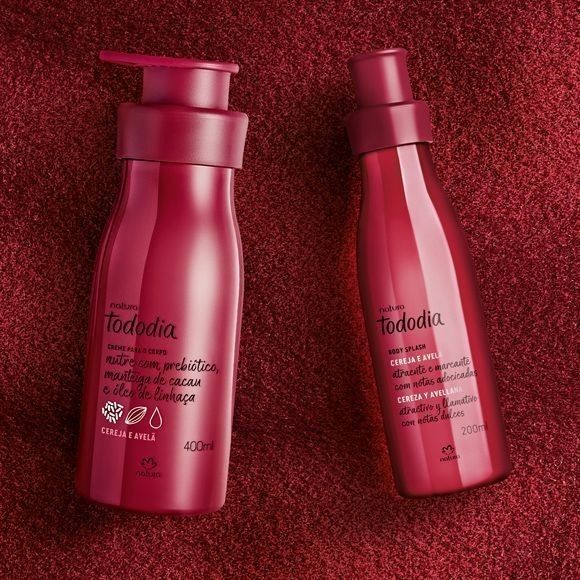 natura
tododia
CREME PARA O CORPO
nutre com prebiótico,
manteiga de cacau
e óleo de linhaça
CEREJA E AVELÃ
400ml
natura
natura
tododia
BODY SPLASH
CEREJA E AVELÃ
atraente e marcante
com notas adocicadas
CEREZA Y AVELLANA
atractivo y llamativo
con notas dulces
200ml
natura